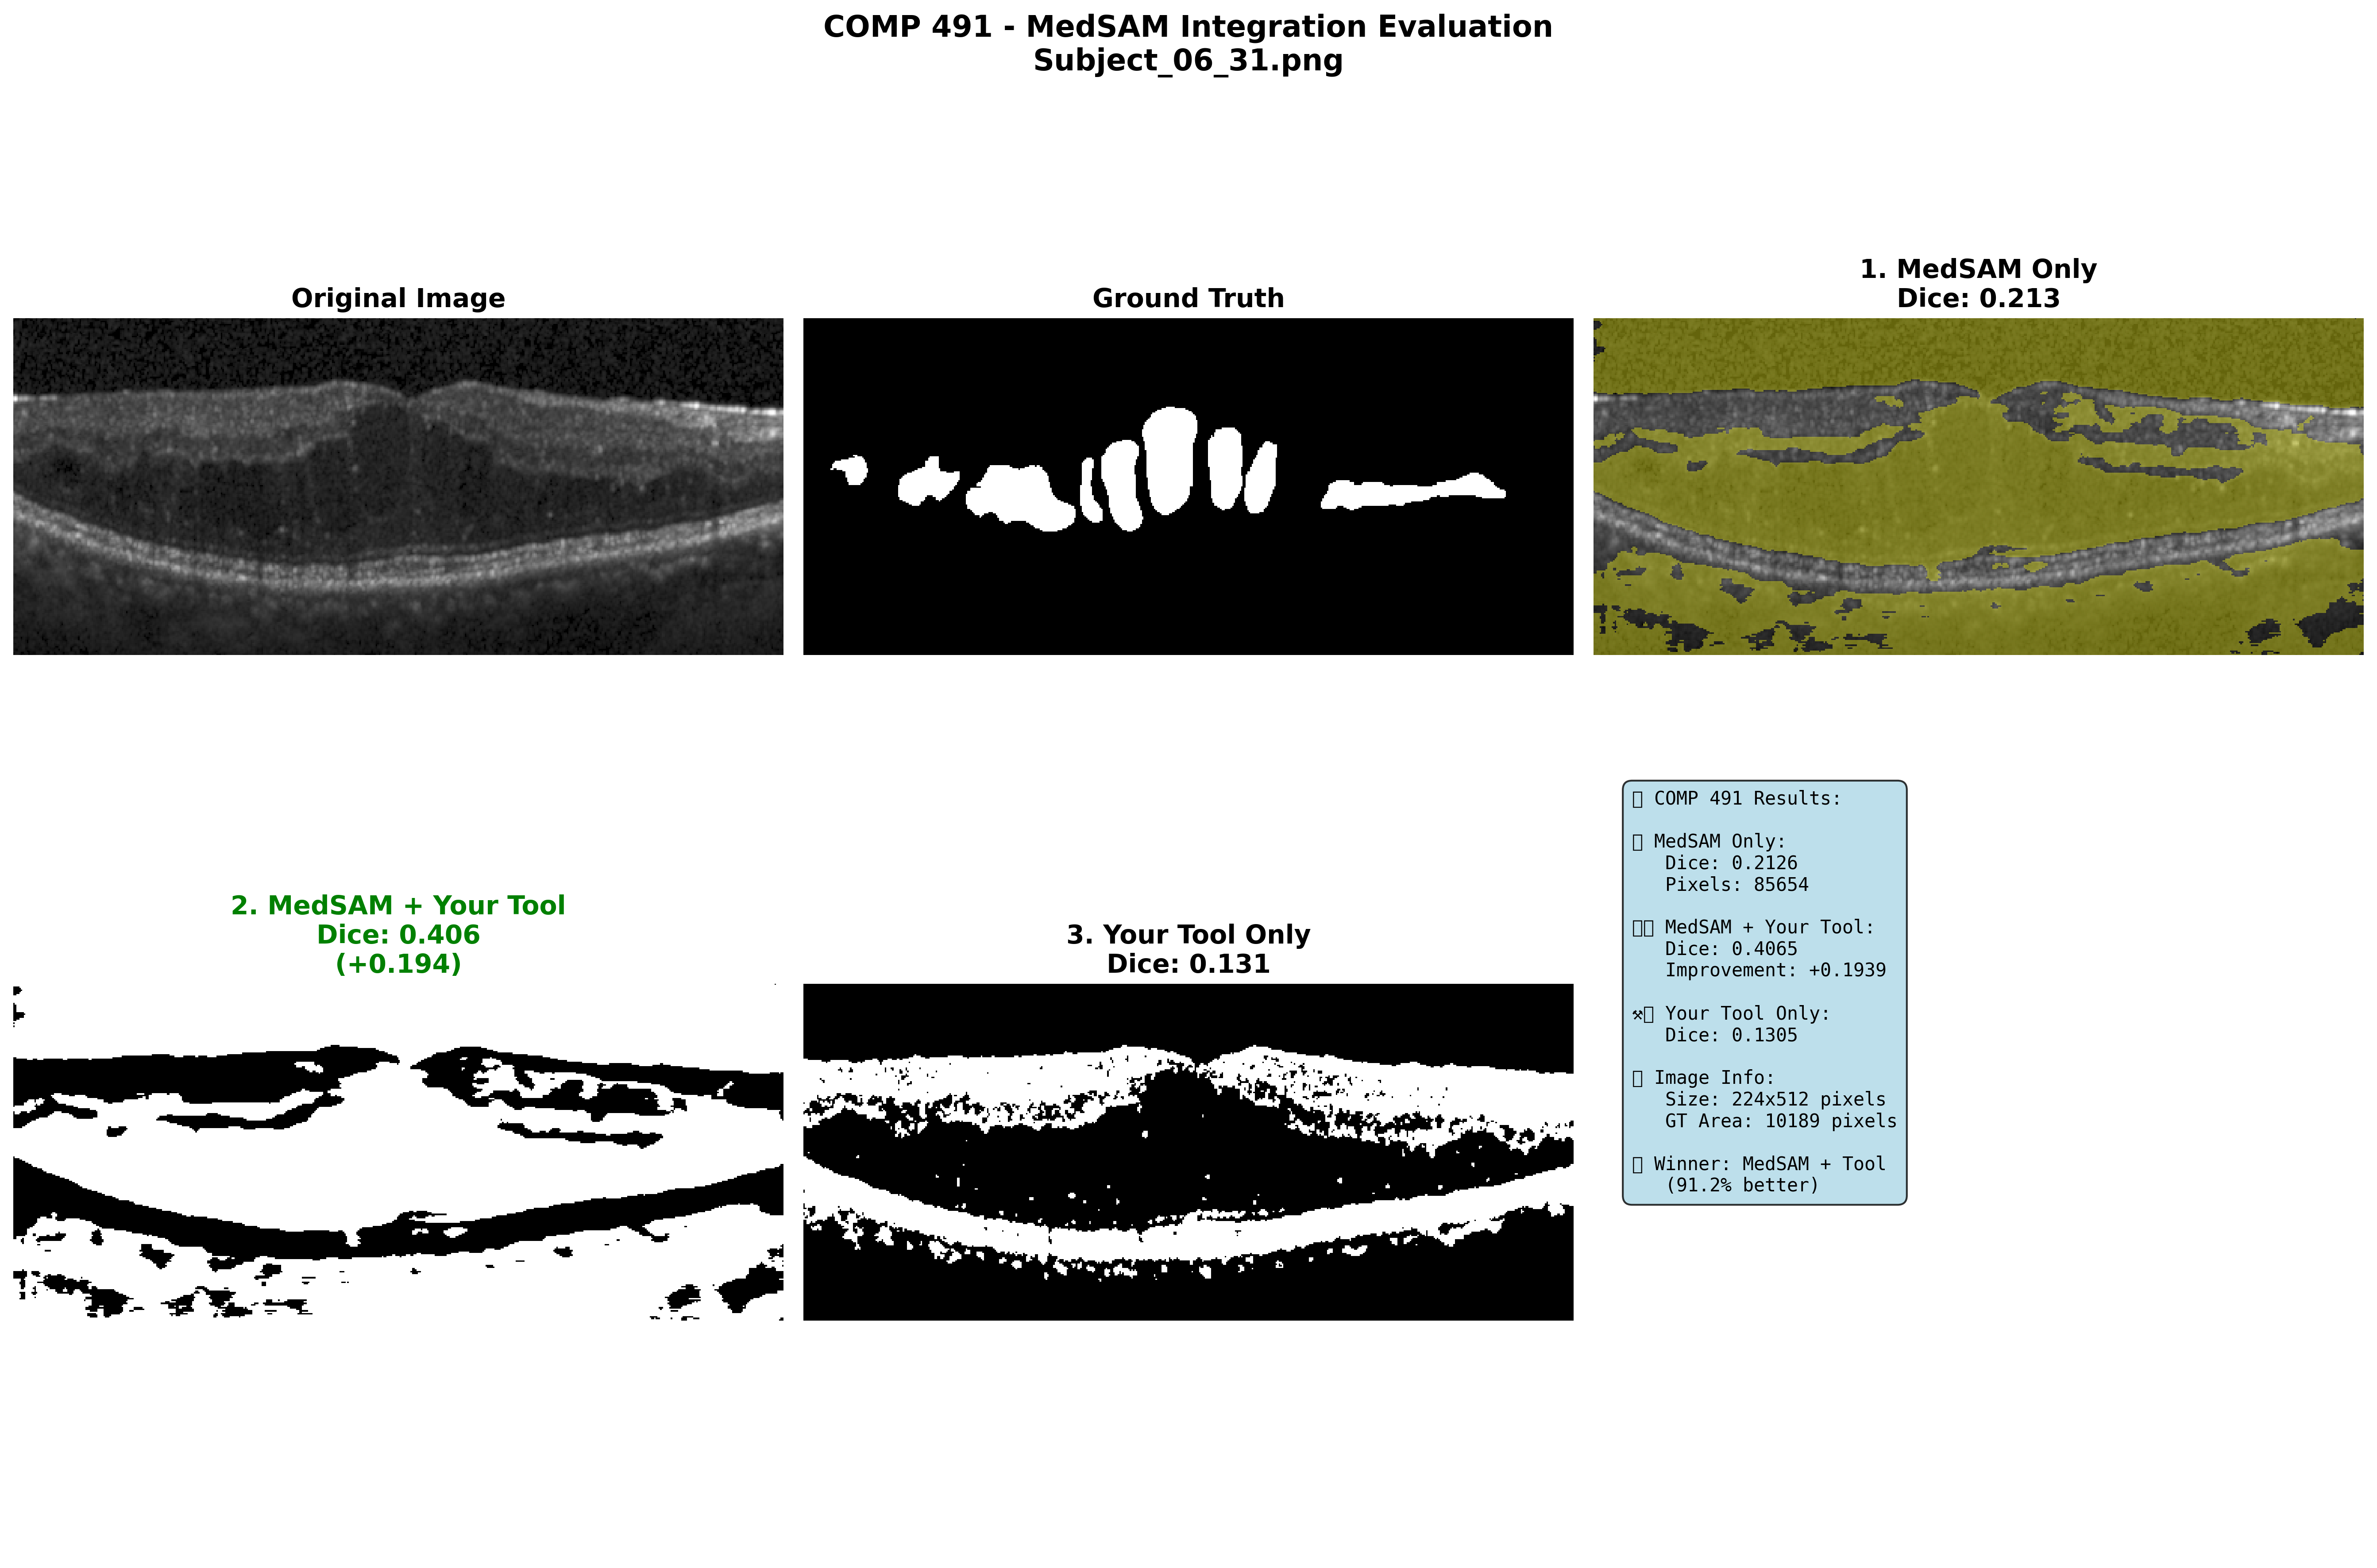 COMP 491 - MedSAM Integration Evaluation
Subject_06_31.png
Original Image
Ground Truth
1. MedSAM Only
Dice: 0.213
2. MedSAM + Your Tool
Dice: 0.406
(+0.194)
3. Your Tool Only
Dice: 0.131
COMP 491 Results:
MedSAM Only:
Dice: 0.2126
Pixels: 85654
MedSAM + Your Tool:
Dice: 0.4065
Improvement: +0.1939
⚒ Your Tool Only:
Dice: 0.1305
Image Info:
Size: 224x512 pixels
GT Area: 10189 pixels
Winner: MedSAM + Tool
(91.2% better)